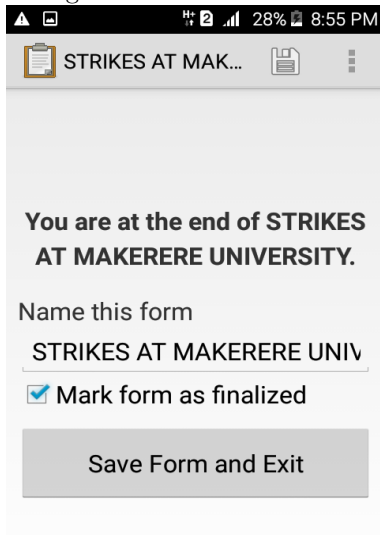 H+ 2 28% 8:55 PM
STRIKES AT MAK...
You are at the end of STRIKES
AT MAKERERE UNIVERSITY.
Name this form
STRIKES AT MAKERERE UNIV
Mark form as finalized
Save Form and Exit